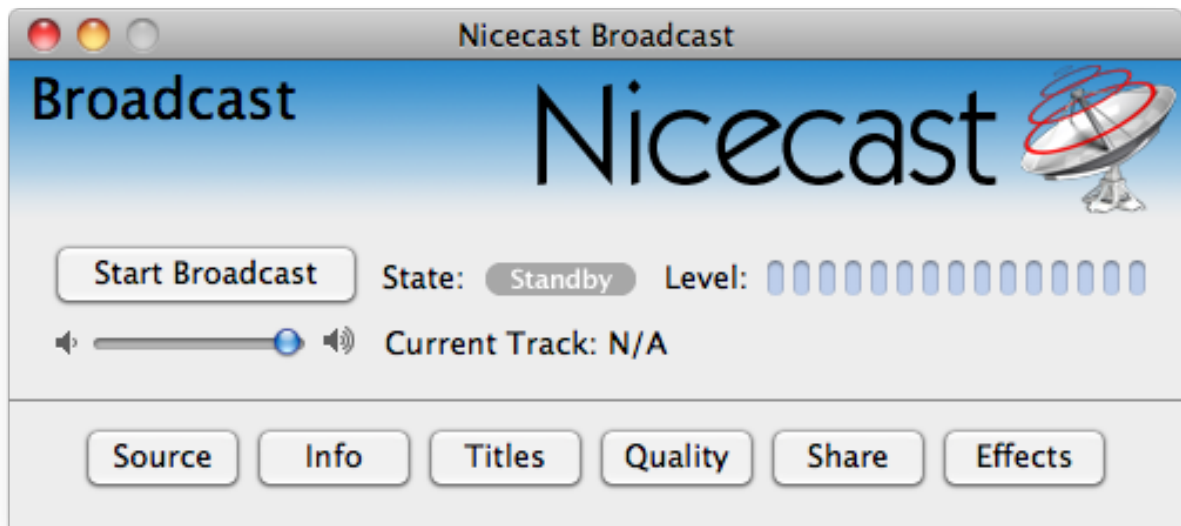 Nicecast Broadcast
Broadcast
Nicecast
Start Broadcast State: Standby Level:
Current Track: N/A
Source Info Titles Quality Share Effects